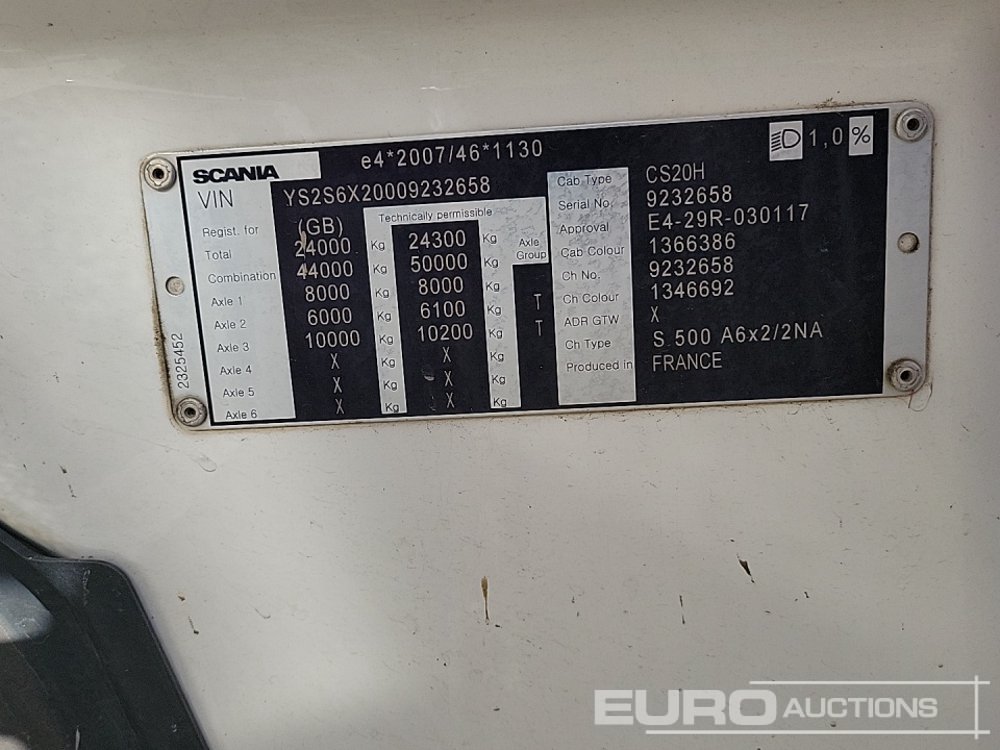 SCANIA e4*2007/46*1130 1,0 %
VIN YS2S6X20009232658
Regist. for (GB) Technically permissible
Total 24000 Kg 24300 Kg Axle Group
Combination 44000 Kg 50000 Kg
Axle 1 8000 Kg 8000 Kg
Axle 2 6000 Kg 6100 Kg T
Axle 3 10000 Kg 10200 Kg T
Axle 4 X Kg X Kg
Axle 5 X Kg X Kg
Axle 6 X Kg X Kg
Cab Type CS20H
Serial No. 9232658
Approval E4-29R-030117
Cab Colour 1366386
Ch No. 9232658
Ch Colour 1346692
ADR GTW X
Ch Type S 500 A6x2/2NA
Produced in FRANCE
2325452
EURO AUCTIONS